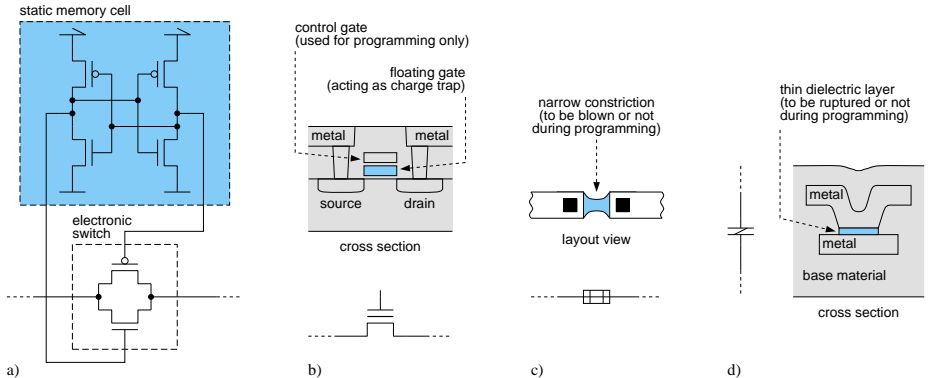 static memory cell
electronic
switch
a)
control gate
(used for programming only)
floating gate
(acting as charge trap)
metal
metal
source
drain
cross section
b)
narrow constriction
(to be blown or not
during programming)
layout view
c)
thin dielectric layer
(to be ruptured or not
during programming)
metal
metal
base material
cross section
d)